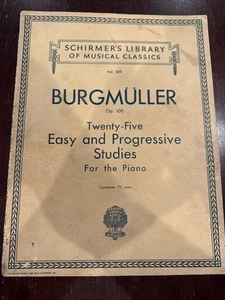 SCHIRMER'S LIBRARY
OF MUSICAL CLASSICS
Vol. 500
BURGMÜLLER
Op. 100
Twenty-Five
Easy and Progressive
Studies
For the Piano
T